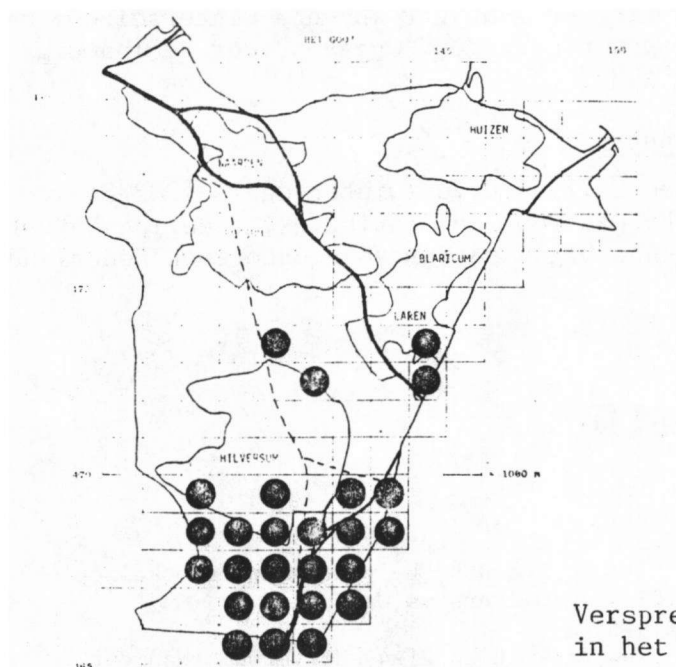 HET GOOI
145 150
HUIZEN
NAARDEN
BLARICUM
LAREN
HILVERSUM
470
1000 m
Verspre
in het